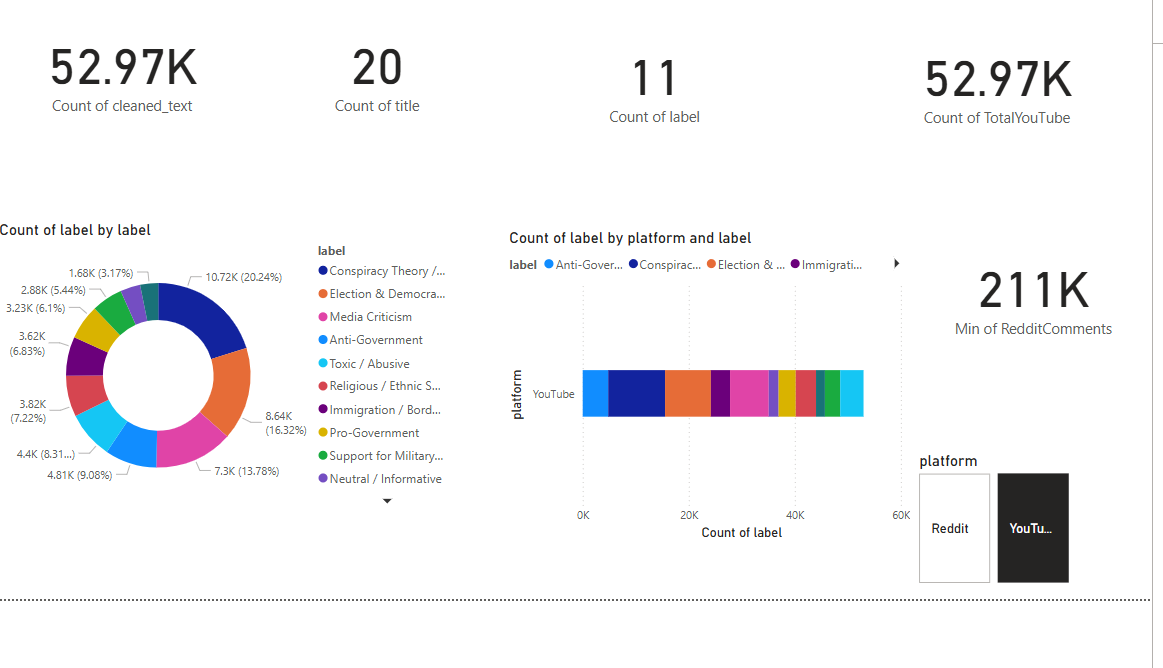 52.97K
Count of cleaned_text
20
Count of title
11
Count of label
52.97K
Count of TotalYouTube
Count of label by label
1.68K (3.17%)
10.72K (20.24%)
2.88K (5.44%)
3.23K (6.1%)
3.62K
(6.83%)
3.82K
(7.22%)
4.4K (8.31...)
4.81K (9.08%)
7.3K (13.78%)
8.64K
(16.32%)
label
Conspiracy Theory /...
Election & Democra...
Media Criticism
Anti-Government
Toxic / Abusive
Religious / Ethnic S...
Immigration / Bord...
Pro-Government
Support for Military...
Neutral / Informative
Count of label by platform and label
label Anti-Gover... Conspirac... Election & ... Immigrati...
platform
YouTube
0K 20K 40K 60K
Count of label
211K
Min of RedditComments
platform
Reddit
YouTu...